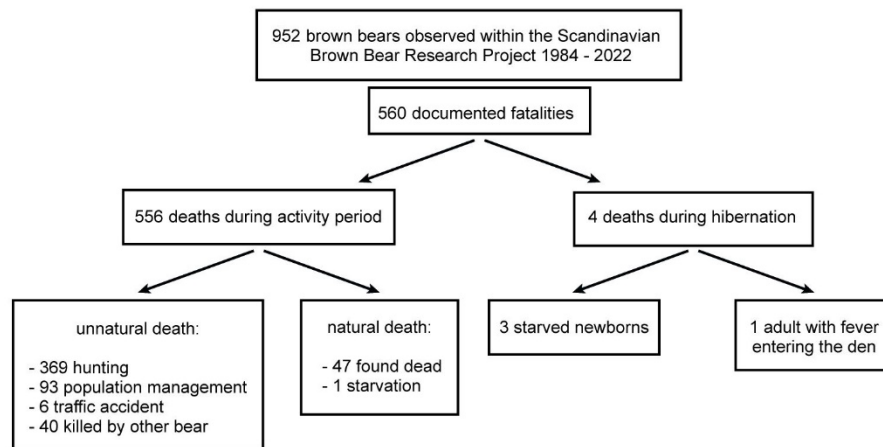 952 brown bears observed within the Scandinavian
Brown Bear Research Project 1984 - 2022
560 documented fatalities
556 deaths during activity period
4 deaths during hibernation
unnatural death:
- 369 hunting
- 93 population management
- 6 traffic accident
- 40 killed by other bear
natural death:
- 47 found dead
- 1 starvation
3 starved newborns
1 adult with fever
entering the den